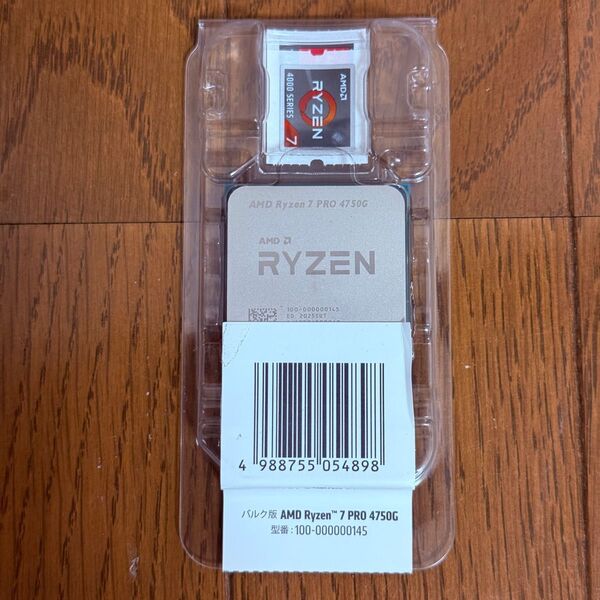 AMD
RYZEN
4000 SERIES
7
AMD Ryzen 7 PRO 4750G
AMD
RYZEN
100-000000145
4 988755 054898
バルク版 AMD Ryzen™ 7 PRO 4750G
型番:100-000000145